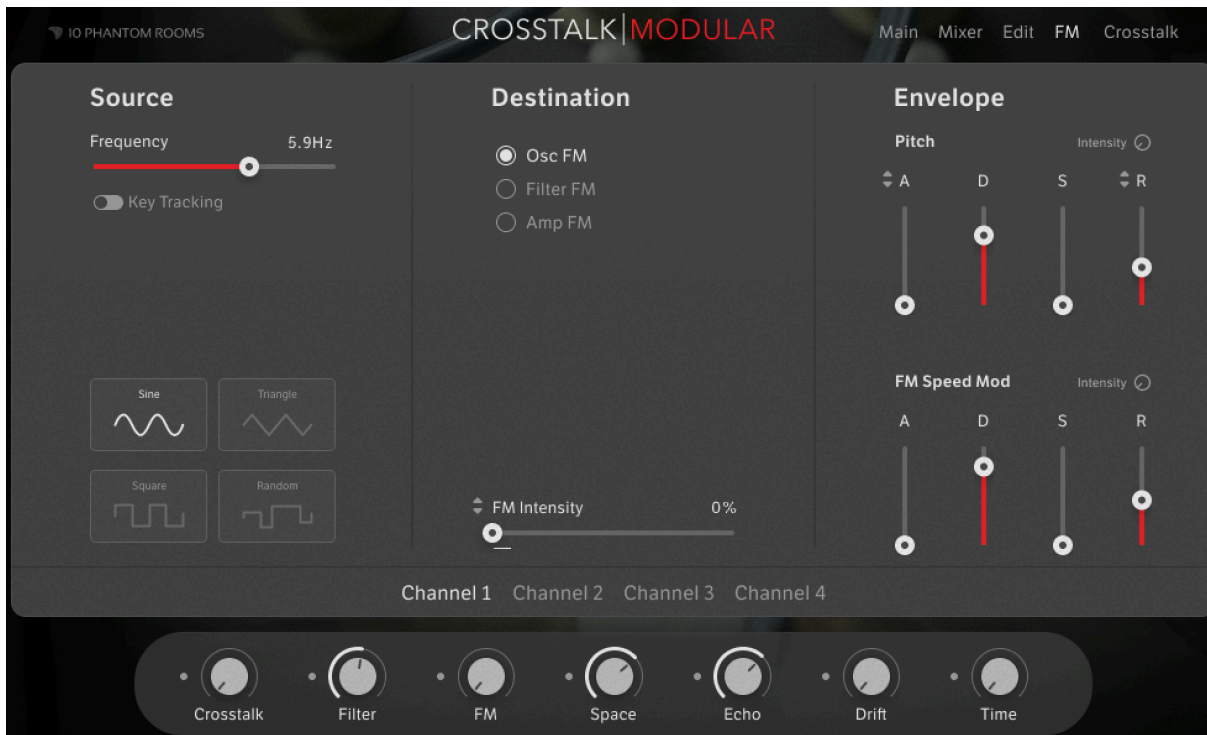 10 PHANTOM ROOMS
CROSSTALK|MODULAR
Main Mixer Edit FM Crosstalk
Source
Frequency 5.9Hz
Key Tracking
Sine Triangle
Square Random
Destination
Osc FM
Filter FM
Amp FM
FM Intensity 0%
Envelope
Pitch Intensity
A D S R
FM Speed Mod Intensity
A D S R
Channel 1 Channel 2 Channel 3 Channel 4
Crosstalk Filter FM Space Echo Drift Time